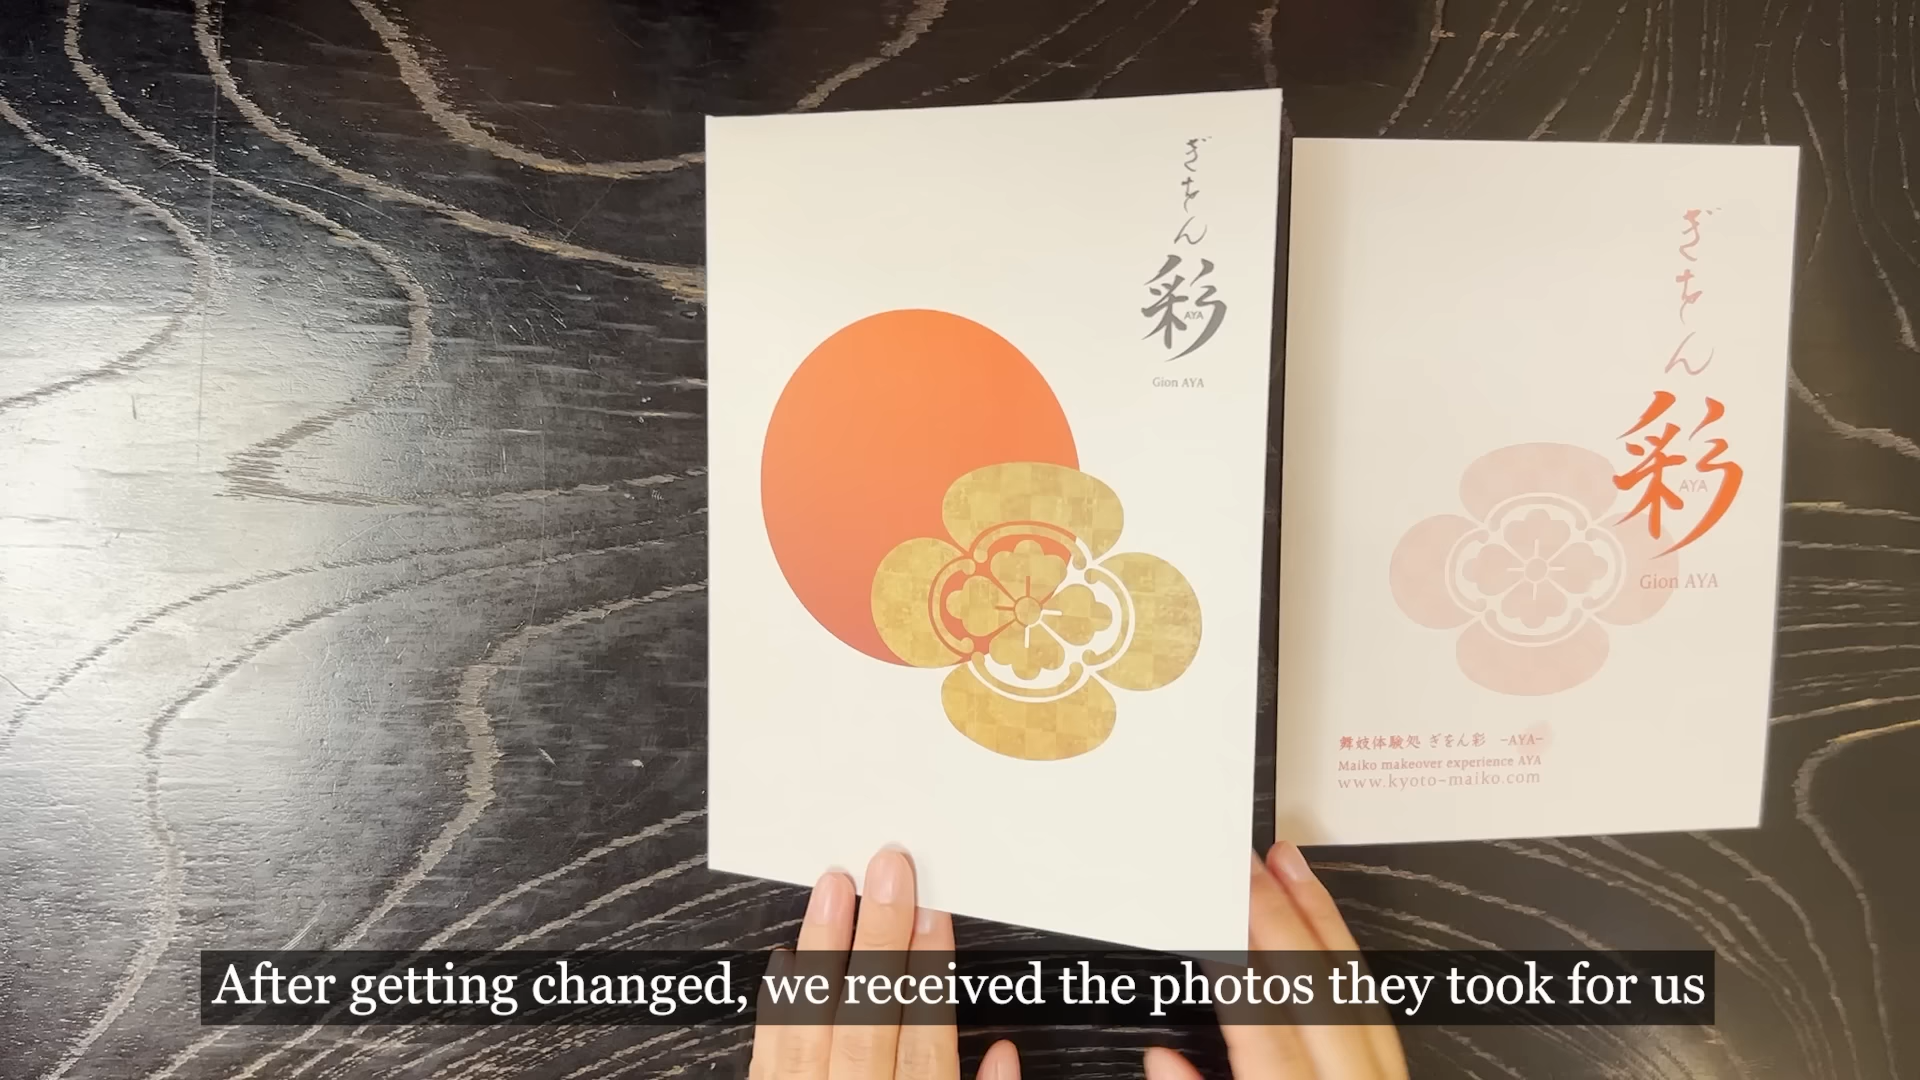 ぎをん
彩
AYA
Gion AYA
ぎをん
彩
AYA
Gion AYA
舞妓体験処 ぎをん彩 -AYA-
Maiko makeover experience AYA
www.kyoto-maiko.com
After getting changed, we received the photos they took for us